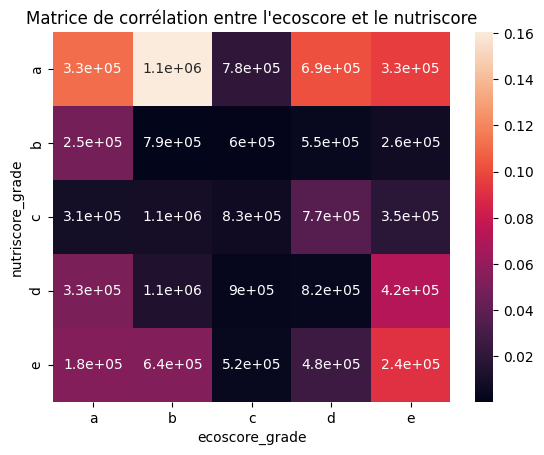 Matrice de corrélation entre l'ecoscore et le nutriscore
a 3.3e+05 1.1e+06 7.8e+05 6.9e+05 3.3e+05
b 2.5e+05 7.9e+05 6e+05 5.5e+05 2.6e+05
c 3.1e+05 1.1e+06 8.3e+05 7.7e+05 3.5e+05
d 3.3e+05 1.1e+06 9e+05 8.2e+05 4.2e+05
e 1.8e+05 6.4e+05 5.2e+05 4.8e+05 2.4e+05
a b c d e
ecoscore_grade
nutriscore_grade
0.16
0.14
0.12
0.10
0.08
0.06
0.04
0.02